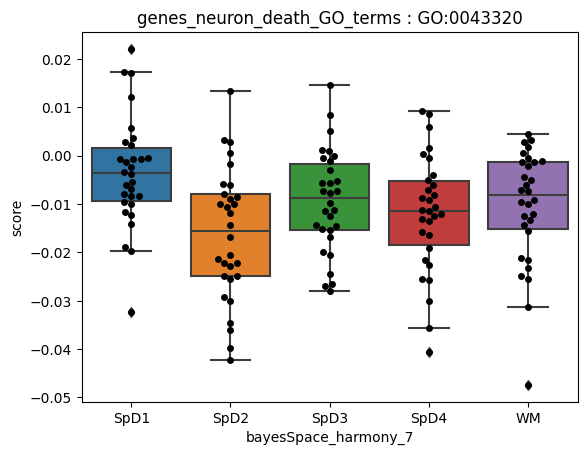 genes_neuron_death_GO_terms : GO:0043320
score
0.02
0.01
0.00
−0.01
−0.02
−0.03
−0.04
−0.05
SpD1 SpD2 SpD3 SpD4 WM
bayesSpace_harmony_7